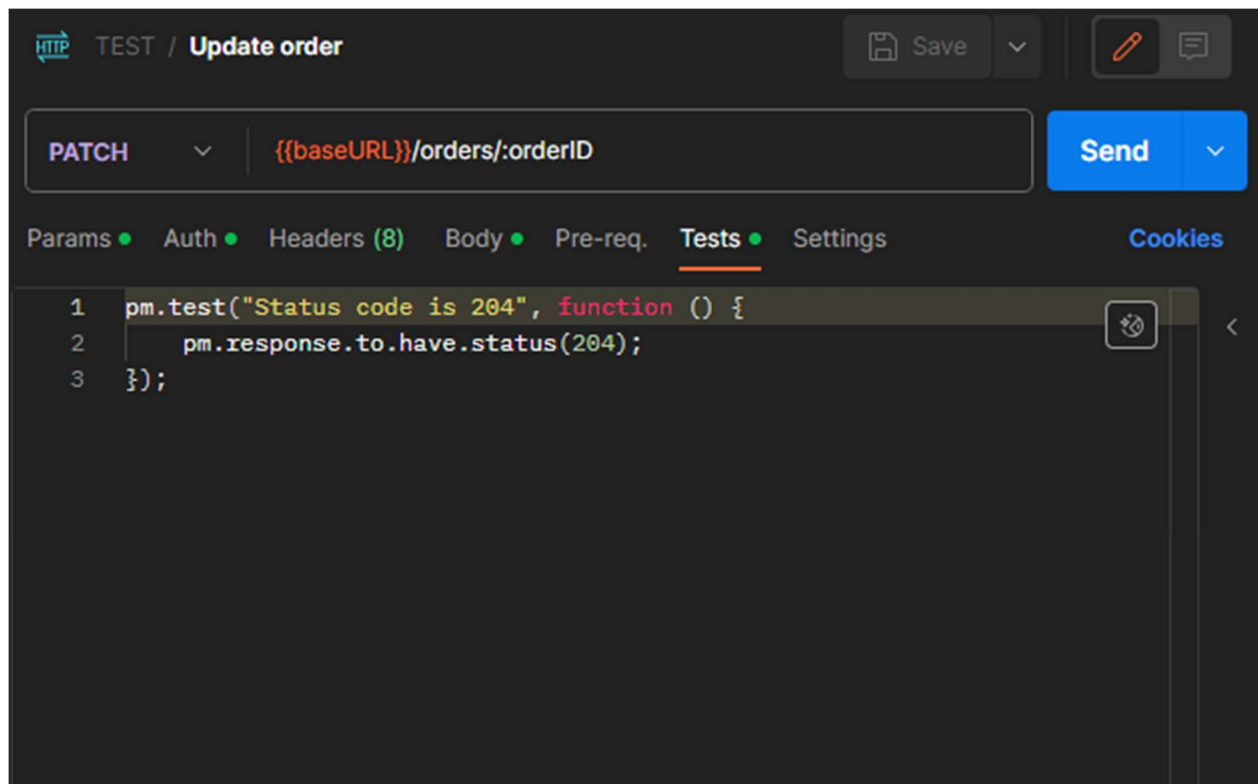 HTTP TEST / Update order Save
PATCH {{baseURL}}/orders/:orderID Send
Params Auth Headers (8) Body Pre-req. Tests Settings Cookies
1 pm.test("Status code is 204", function () {
2 pm.response.to.have.status(204);
3 });